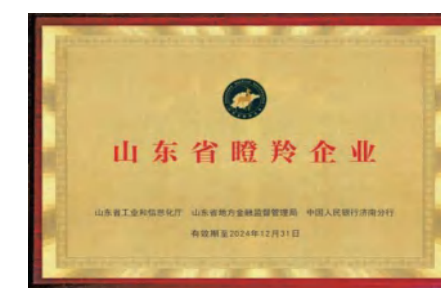 山东省瞪羚企业
山东省工业和信息化厅 山东省地方金融监督管理局 中国人民银行济南分行
有效期至2024年12月31日